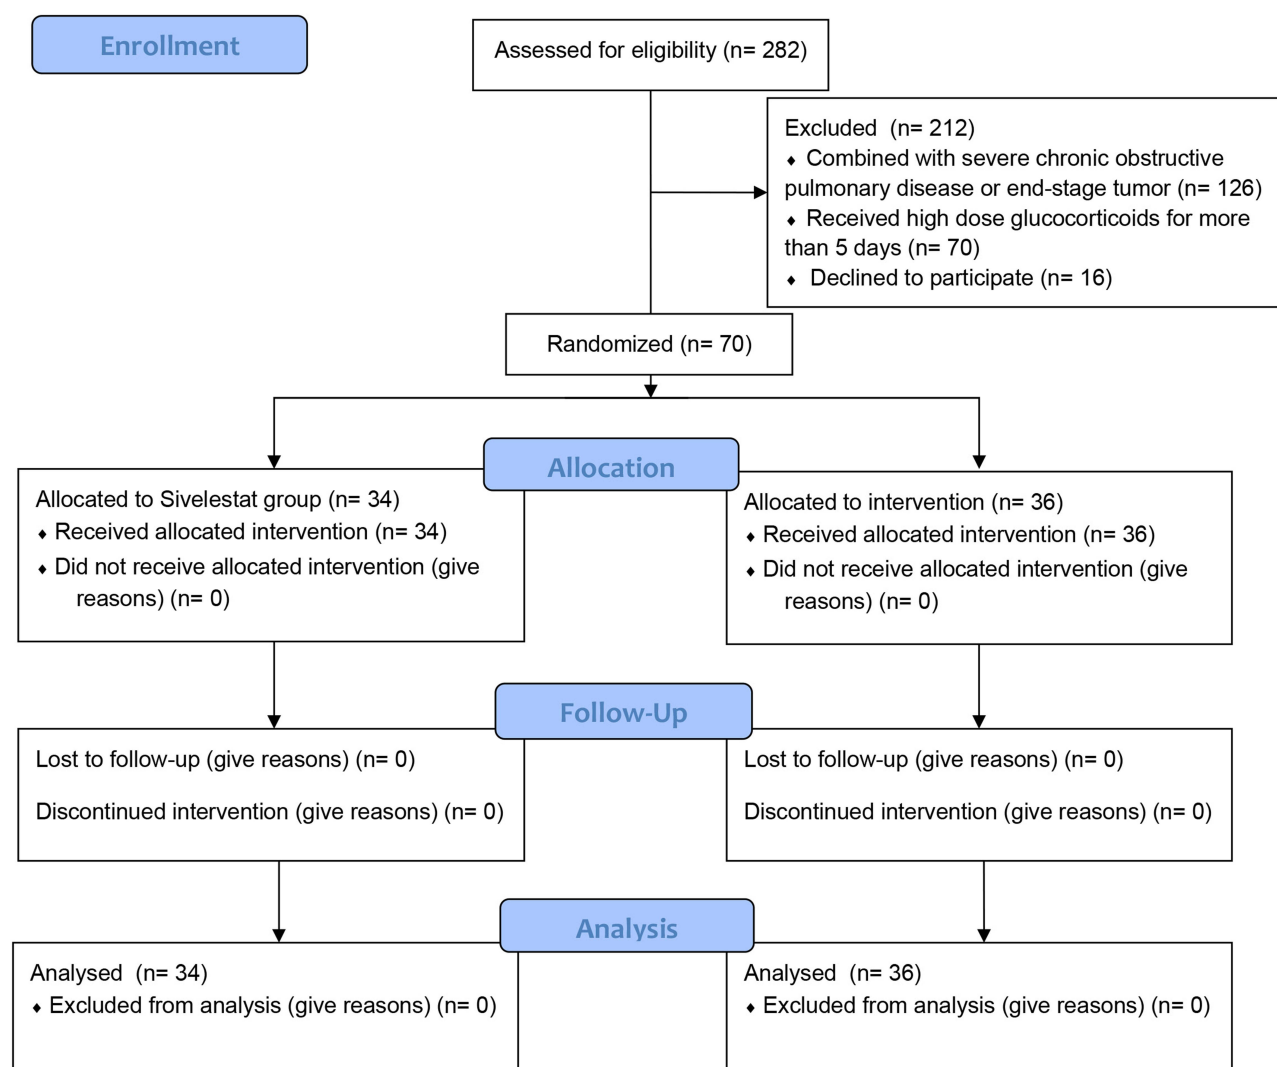 Enrollment
Assessed for eligibility (n= 282)
Excluded  (n= 212)
♦ Combined with severe chronic obstructive
pulmonary disease or end-stage tumor (n= 126)
♦ Received high dose glucocorticoids for more
than 5 days (n= 70)
♦ Declined to participate (n= 16)
Randomized (n= 70)
Allocation
Allocated to Sivelestat group (n= 34)
♦ Received allocated intervention (n= 34)
♦ Did not receive allocated intervention (give
reasons) (n= 0)
Allocated to intervention (n= 36)
♦ Received allocated intervention (n= 36)
♦ Did not receive allocated intervention (give
reasons) (n= 0)
Follow-Up
Lost to follow-up (give reasons) (n= 0)
Discontinued intervention (give reasons) (n= 0)
Lost to follow-up (give reasons) (n= 0)
Discontinued intervention (give reasons) (n= 0)
Analysis
Analysed  (n= 34)
♦ Excluded from analysis (give reasons) (n= 0)
Analysed  (n= 36)
♦ Excluded from analysis (give reasons) (n= 0)